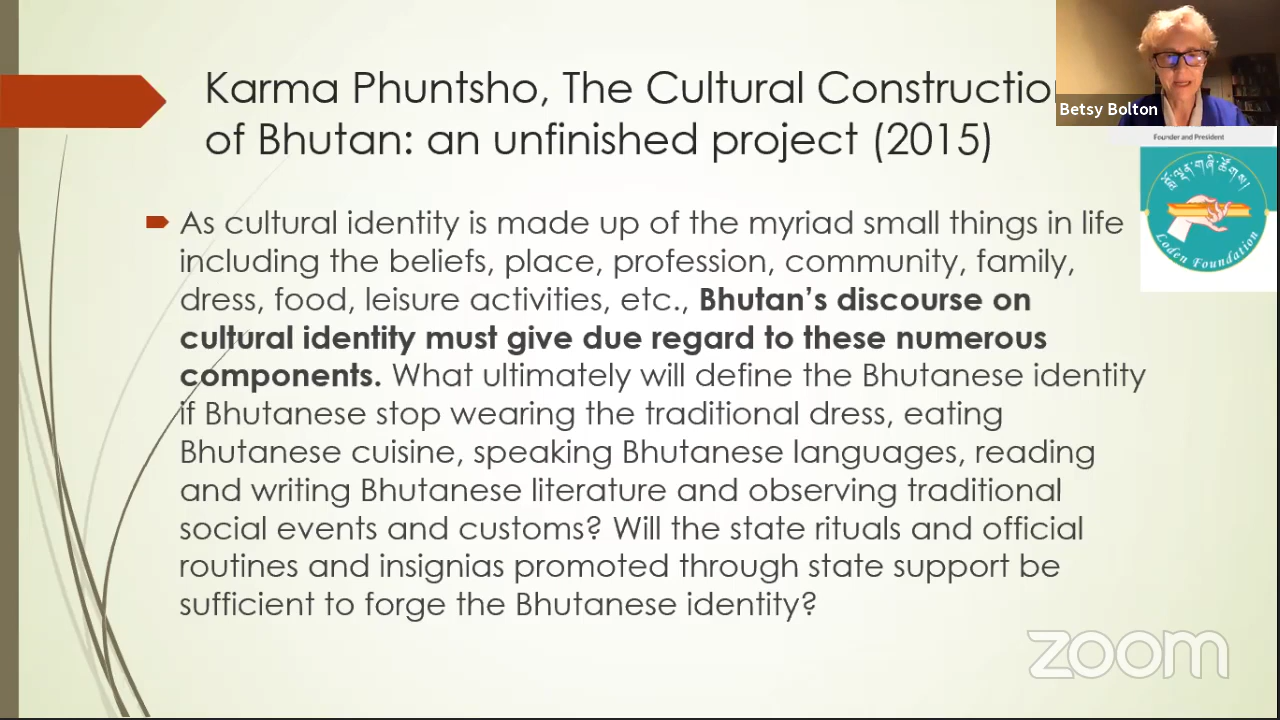 Karma Phuntsho, The Cultural Constructio
of Bhutan: an unfinished project (2015)
Betsy Bolton
Founder and President
བློ་ལྡན་གཞི་ཚོགས།
Loden Foundation
As cultural identity is made up of the myriad small things in life
including the beliefs, place, profession, community, family,
dress, food, leisure activities, etc., Bhutan’s discourse on
cultural identity must give due regard to these numerous
components. What ultimately will define the Bhutanese identity
if Bhutanese stop wearing the traditional dress, eating
Bhutanese cuisine, speaking Bhutanese languages, reading
and writing Bhutanese literature and observing traditional
social events and customs? Will the state rituals and official
routines and insignias promoted through state support be
sufficient to forge the Bhutanese identity?
zoom